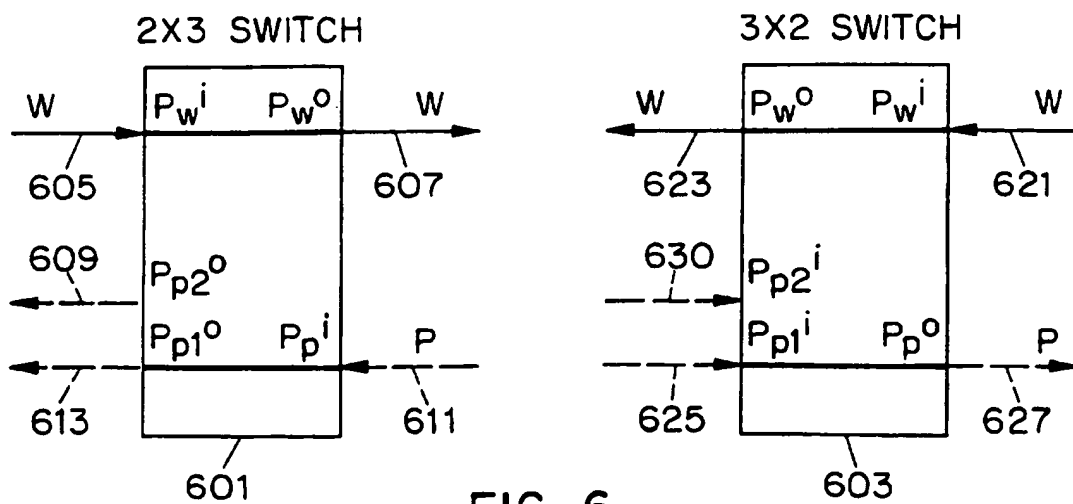 2X3 SWITCH
3X2 SWITCH
W Pwi Pwo W
605 607
609 Pp2o
Pp1o Ppi P
613 611
601
W Pwo Pwi W
623 621
630 Pp2i
Pp1i Ppo P
625 627
603
FIG. 6